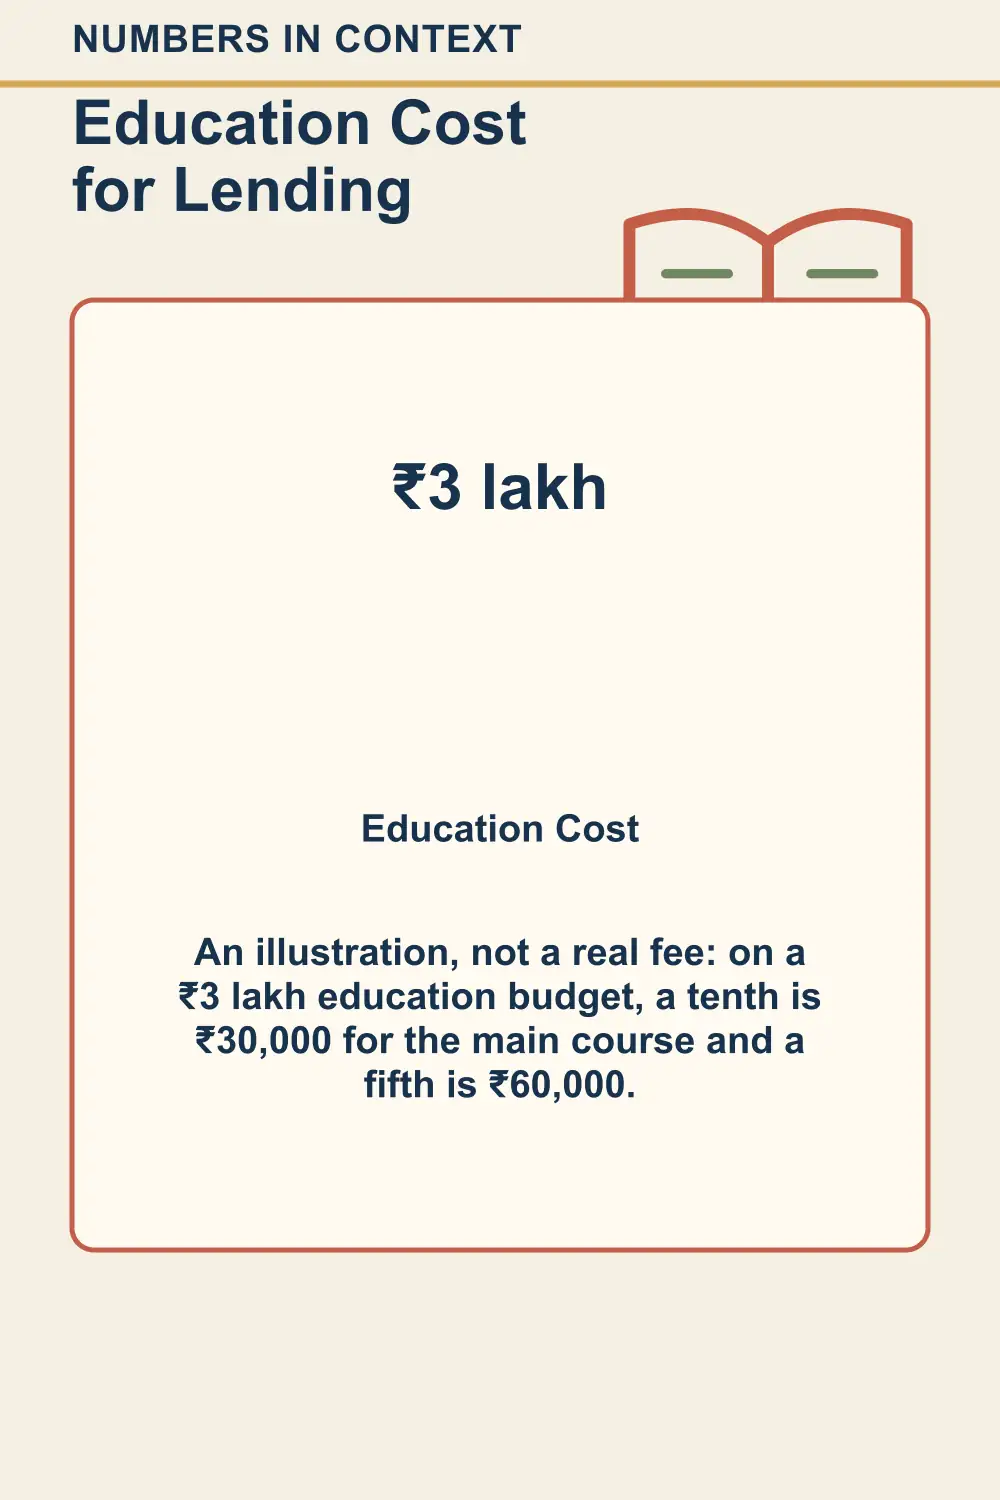 NUMBERS IN CONTEXT
Education Cost
for Lending
₹3 lakh
Education Cost
An illustration, not a real fee: on a
₹3 lakh education budget, a tenth is
₹30,000 for the main course and a
fifth is ₹60,000.